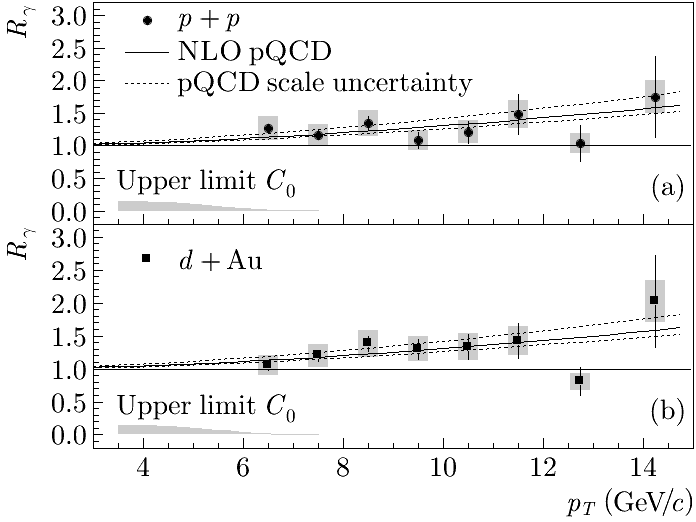 R_γ
3.0
2.5
2.0
1.5
1.0
0.5
0.0
p + p
NLO pQCD
pQCD scale uncertainty
Upper limit C_0
(a)
R_γ
3.0
2.5
2.0
1.5
1.0
0.5
0.0
d + Au
Upper limit C_0
(b)
4 6 8 10 12 14
p_T (GeV/c)